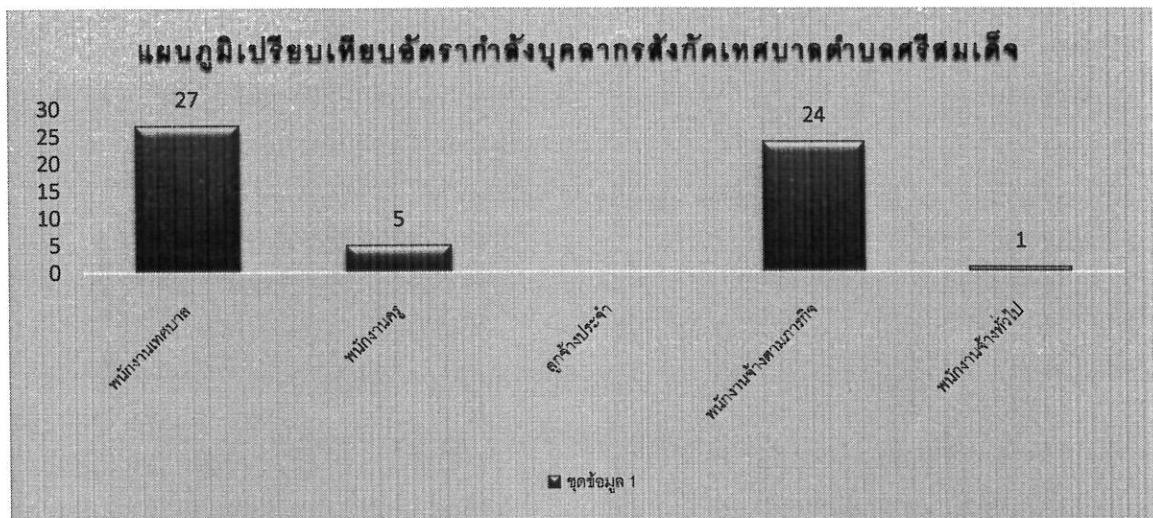 แผนภูมิเปรียบเทียบอัตรากำลังบุคลากรสังกัดเทศบาลตำบลศรีสมเด็จ
30
25
20
15
10
5
0
27
5
24
1
พนักงานเทศบาล
พนักงานครู
ลูกจ้างประจำ
พนักงานจ้างตามภารกิจ
พนักงานจ้างทั่วไป
ชุดข้อมูล 1